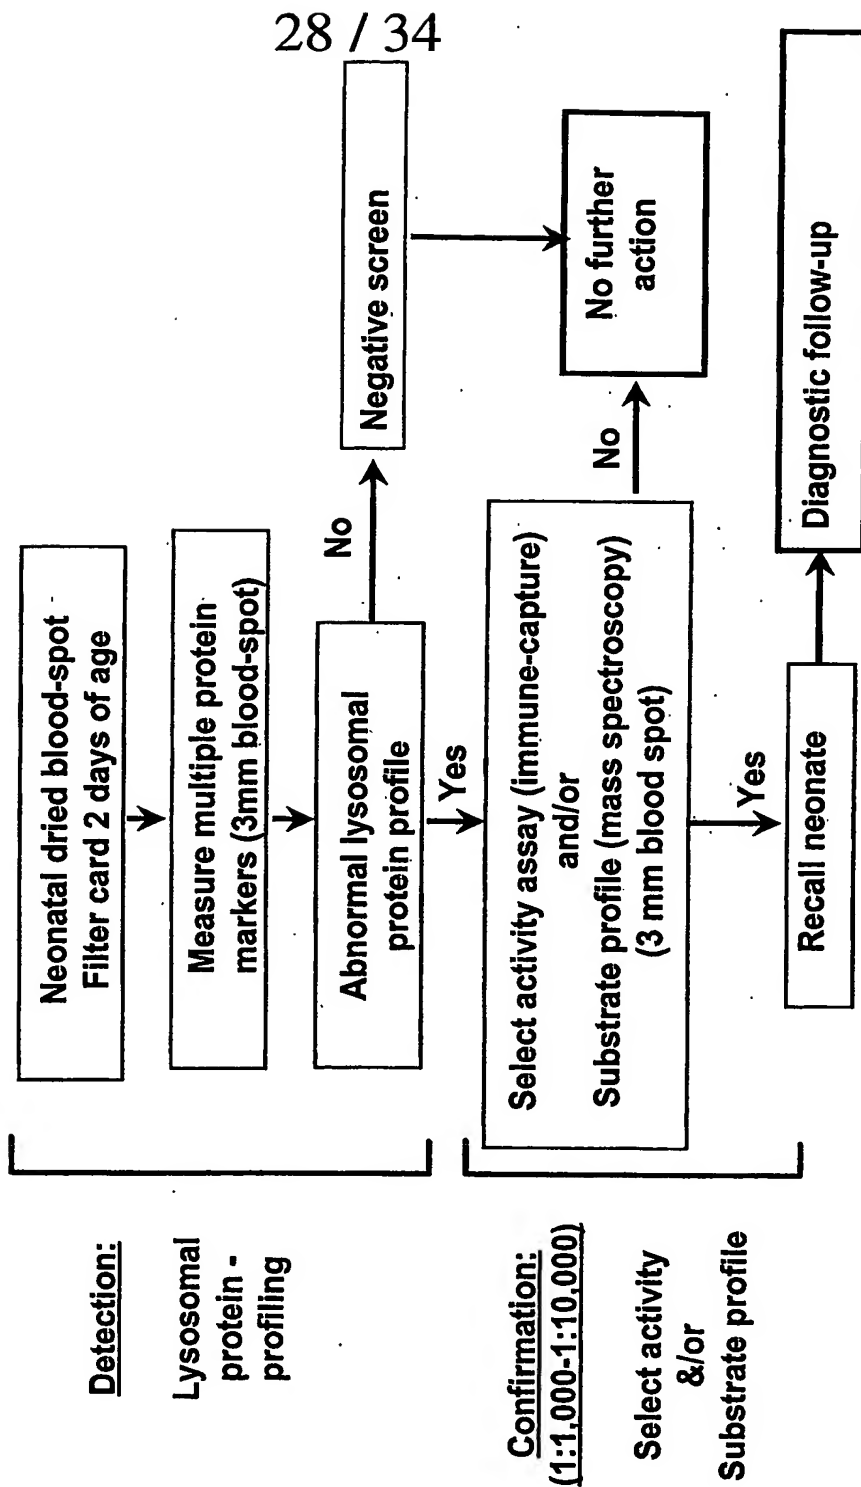 28 / 34
Detection:
Lysosomal
protein -
profiling
Neonatal dried blood-spot
Filter card 2 days of age
Measure multiple protein
markers (3mm blood-spot)
Abnormal lysosomal
protein profile
No
Negative screen
Yes
Confirmation:
(1:1,000-1:10,000)
Select activity
&/or
Substrate profile
Select activity assay (immune-capture)
and/or
Substrate profile (mass spectroscopy)
(3 mm blood spot)
No
No further
action
Yes
Recall neonate
Diagnostic follow-up